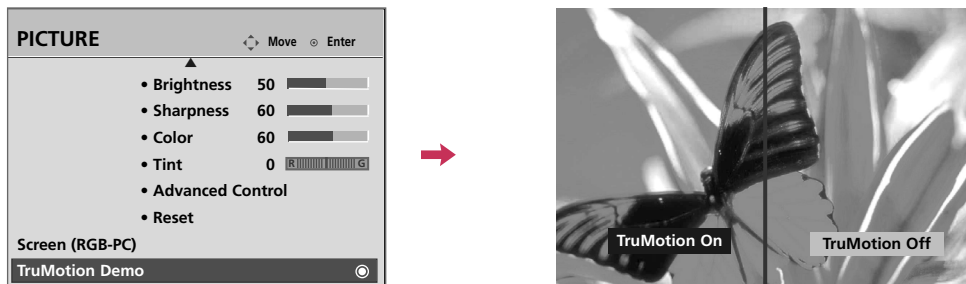 PICTURE
Move Enter
• Brightness 50
• Sharpness 60
• Color 60
• Tint 0 R G
• Advanced Control
• Reset
Screen (RGB-PC)
TruMotion Demo
TruMotion On
TruMotion Off